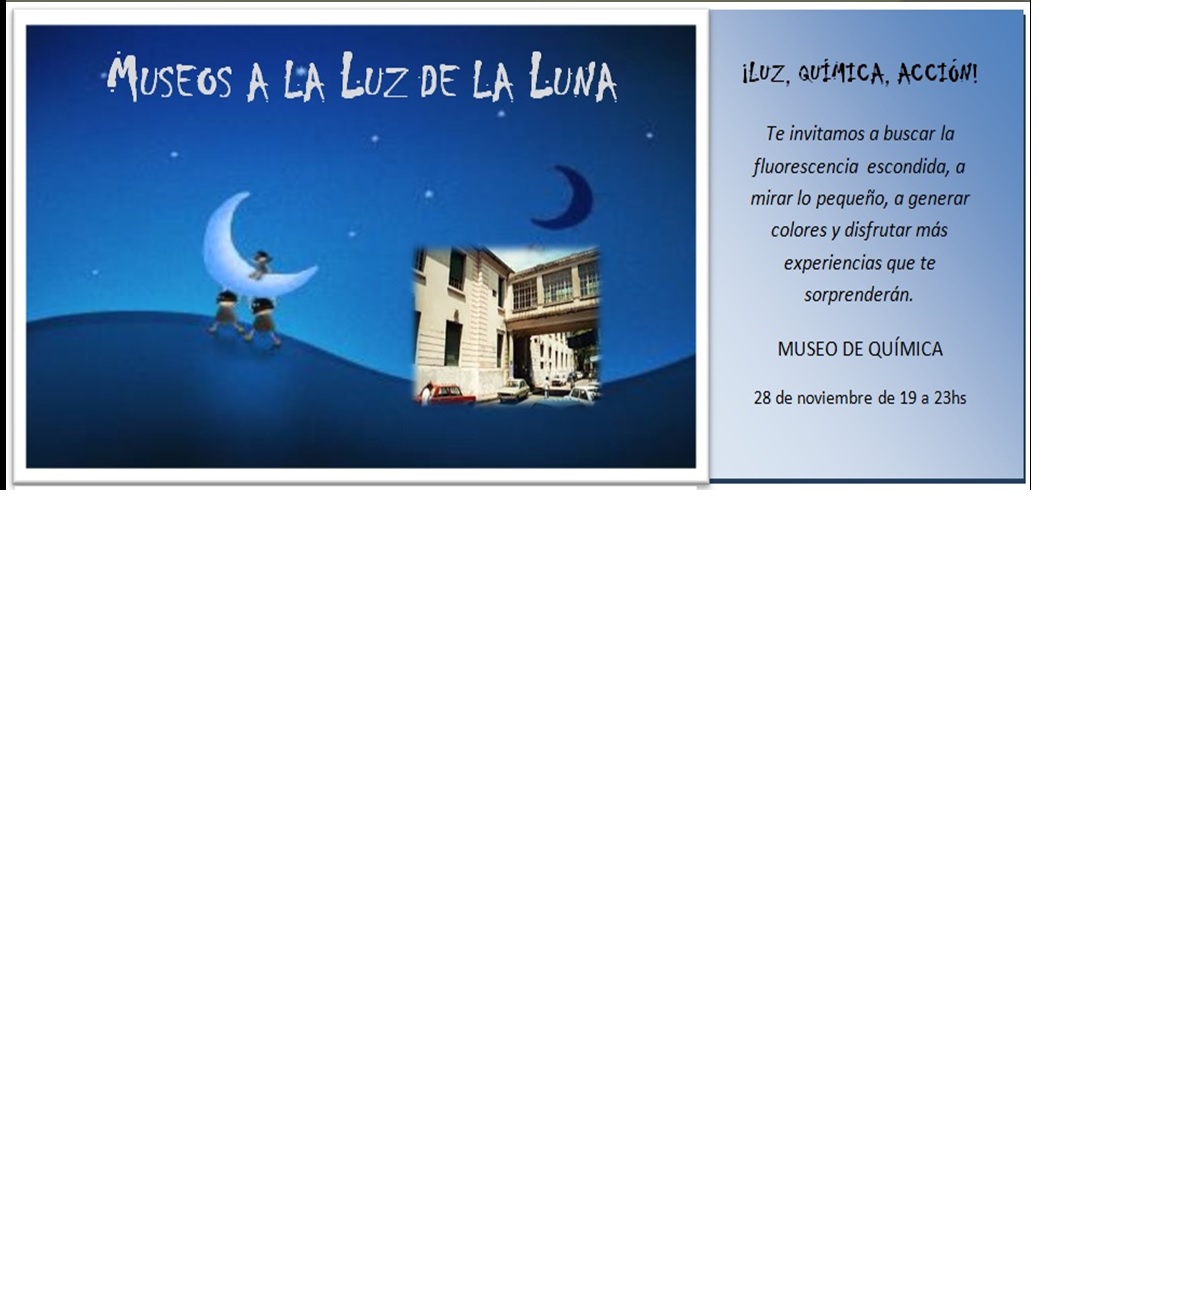 MUSEOS A LA LUZ DE LA LUNA
¡LUZ, QUÍMICA, ACCIÓN!
Te invitamos a buscar la
fluorescencia escondida, a
mirar lo pequeño, a generar
colores y disfrutar más
experiencias que te
sorprenderán.
MUSEO DE QUÍMICA
28 de noviembre de 19 a 23hs